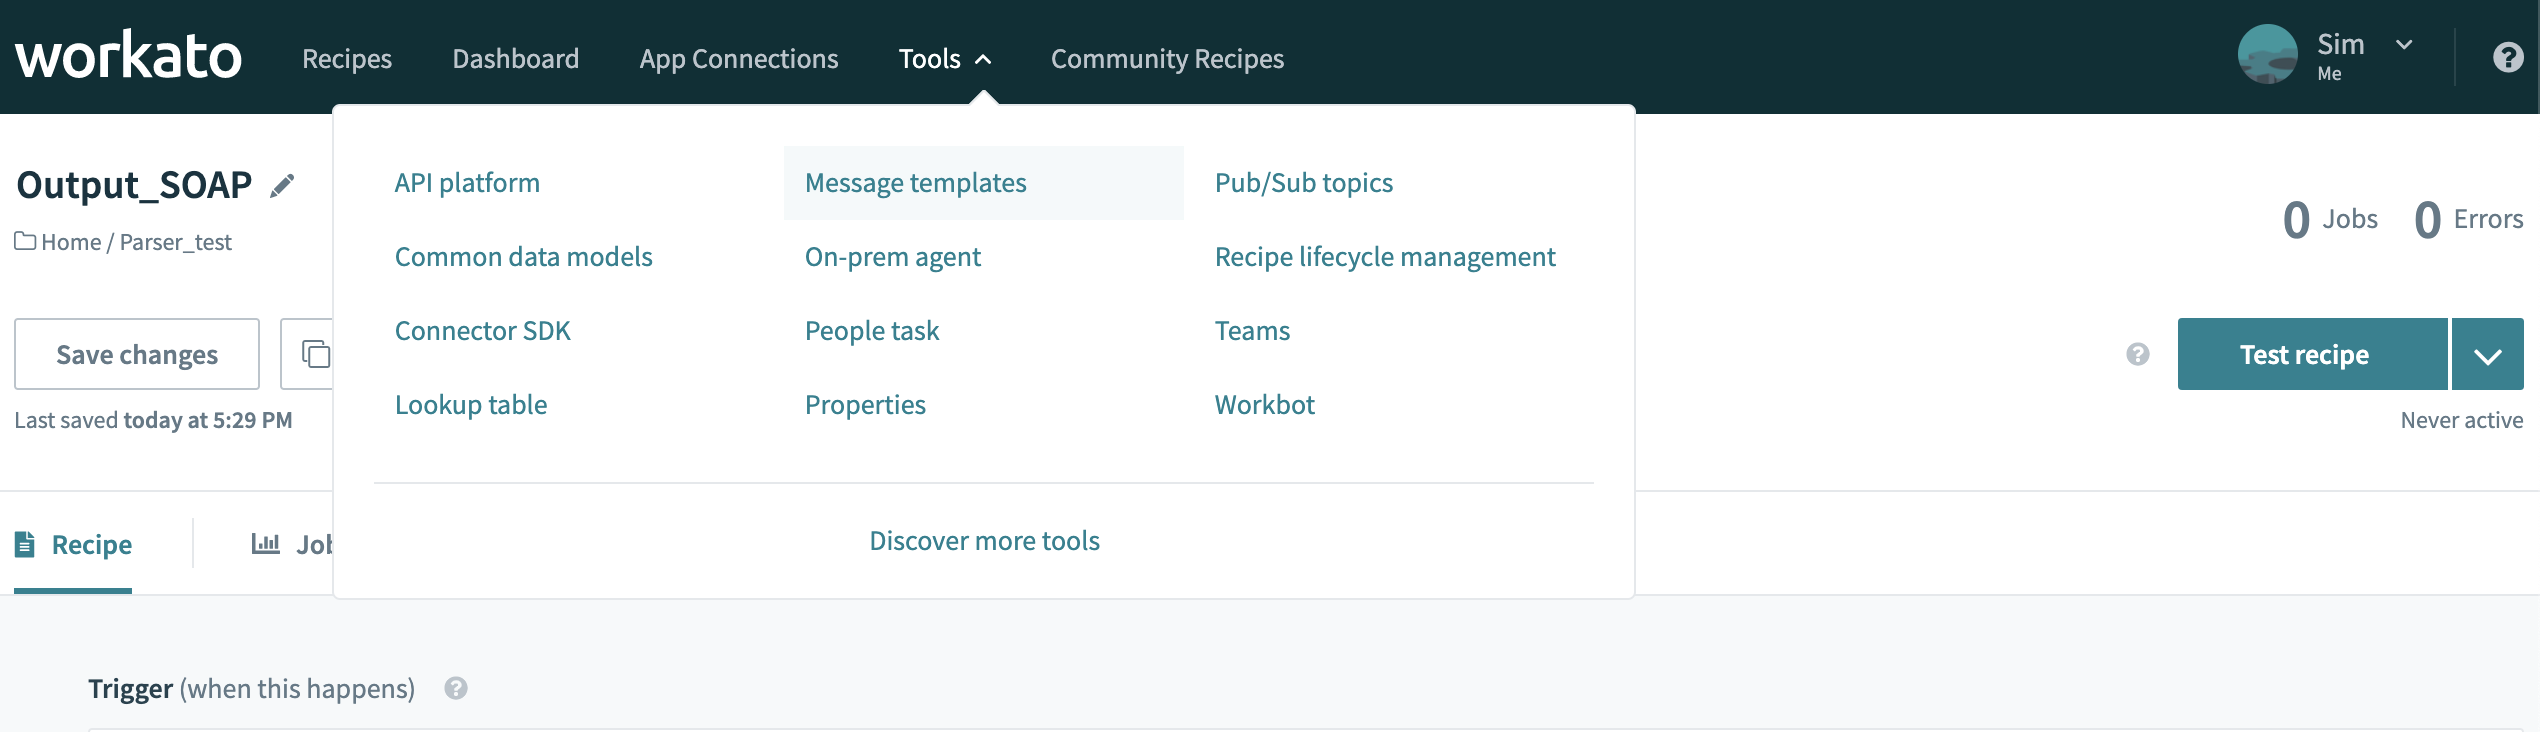 workato
Recipes
Dashboard
App Connections
Tools
Community Recipes
Sim
Me
Output_SOAP
Home / Parser_test
Save changes
Last saved today at 5:29 PM
API platform
Message templates
Pub/Sub topics
Common data models
On-prem agent
Recipe lifecycle management
Connector SDK
People task
Teams
Lookup table
Properties
Workbot
Discover more tools
0 Jobs
0 Errors
?
?
Test recipe
Never active
Recipe
Job
Trigger (when this happens)
?